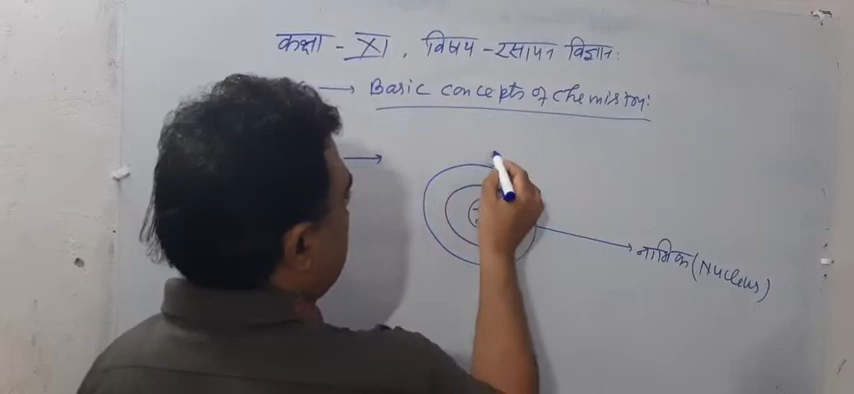 कक्षा - XI . विषय - रसायन विज्ञान:
→ Basic concepts of chemistry:
→
→ नाभिक (Nucleus)